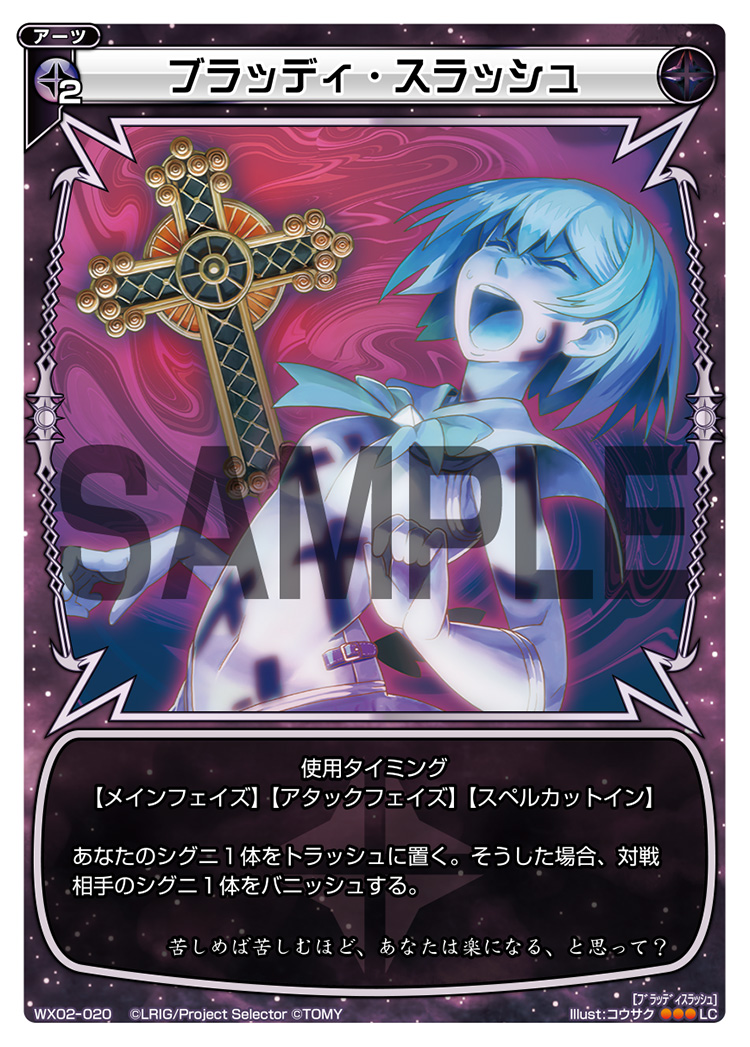 アーツ
2
ブラッディ・スラッシュ
SAMPLE
使用タイミング
【メインフェイズ】【アタックフェイズ】【スペルカットイン】
あなたのシグニ１体をトラッシュに置く。そうした場合、対戦
相手のシグニ１体をバニッシュする。
苦しめば苦しむほど、あなたは楽になる、と思って？
[ブラッディスラッシュ]
WX02-020 ©LRIG/Project Selector ©TOMY Illust:コウサク LC